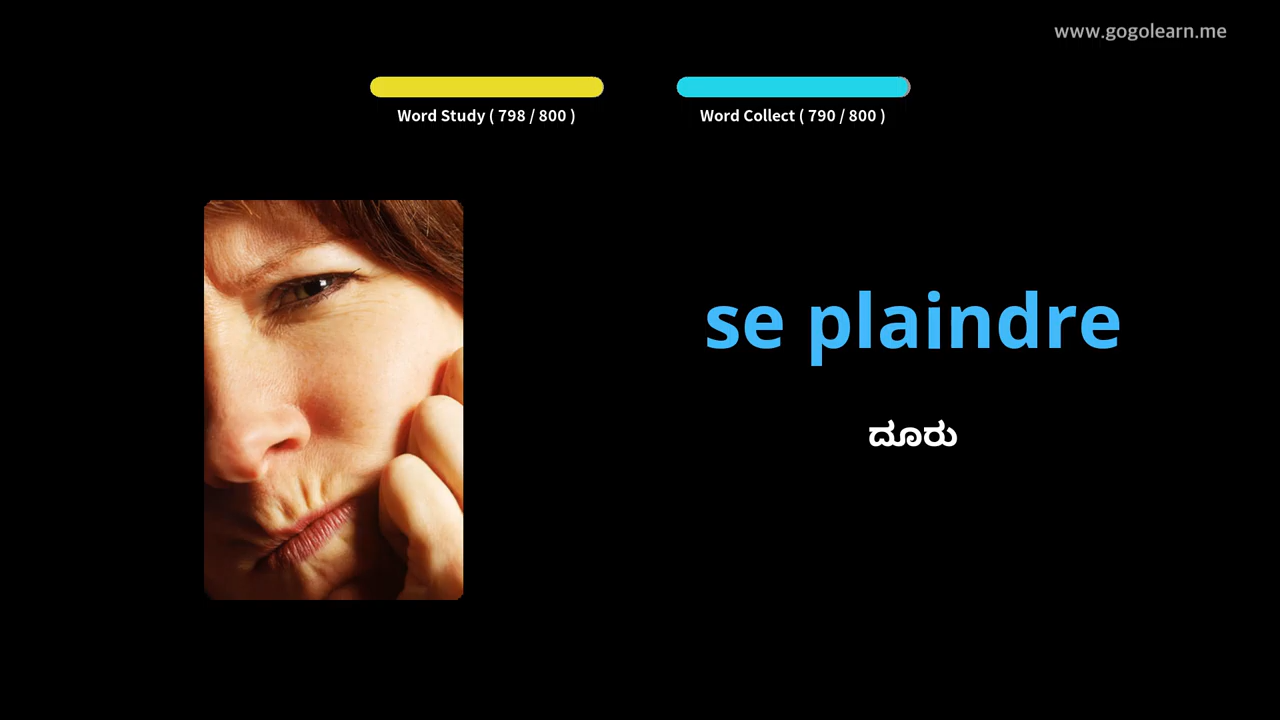 www.gogolearn.me
Word Study ( 798 / 800 )
Word Collect ( 790 / 800 )
se plaindre
ದೂರು